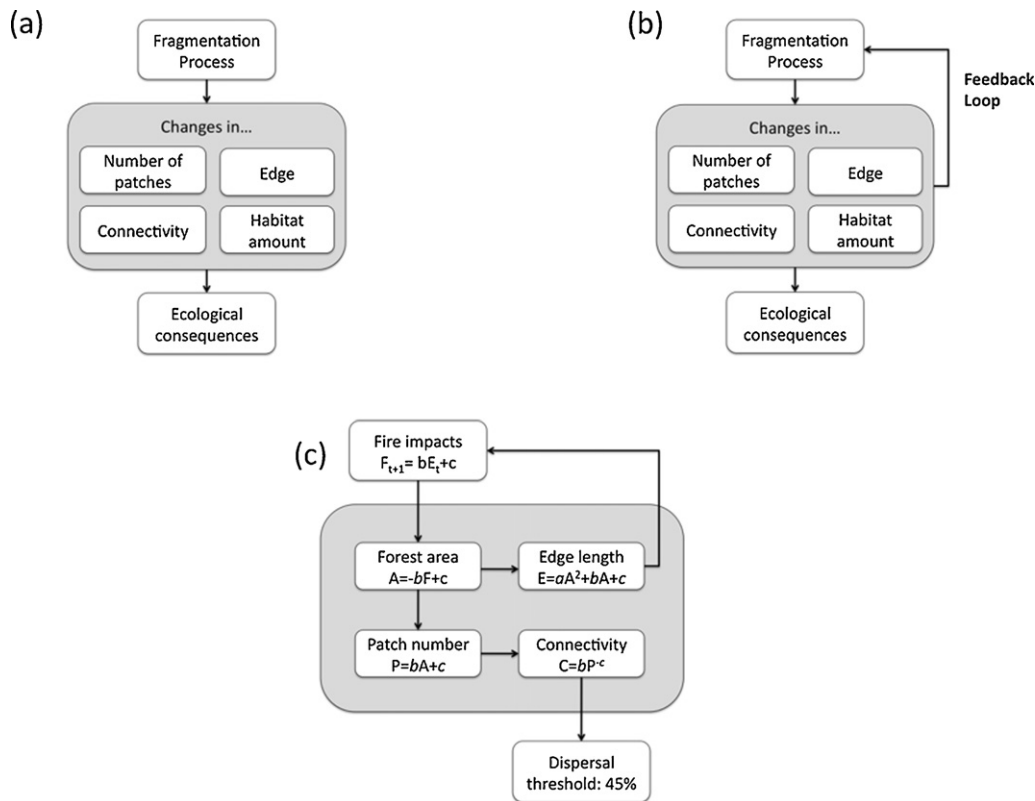 (a)
Fragmentation
Process
Changes in...
Number of
patches
Edge
Connectivity
Habitat
amount
Ecological
consequences
(b)
Fragmentation
Process
Feedback
Loop
Changes in...
Number of
patches
Edge
Connectivity
Habitat
amount
Ecological
consequences
(c)
Fire impacts
Fₜ₊₁= bEₜ+c
Forest area
A=-bF+c
Edge length
E=aA²+bA+c
Patch number
P=bA+c
Connectivity
C=bP⁻ᶜ
Dispersal
threshold: 45%